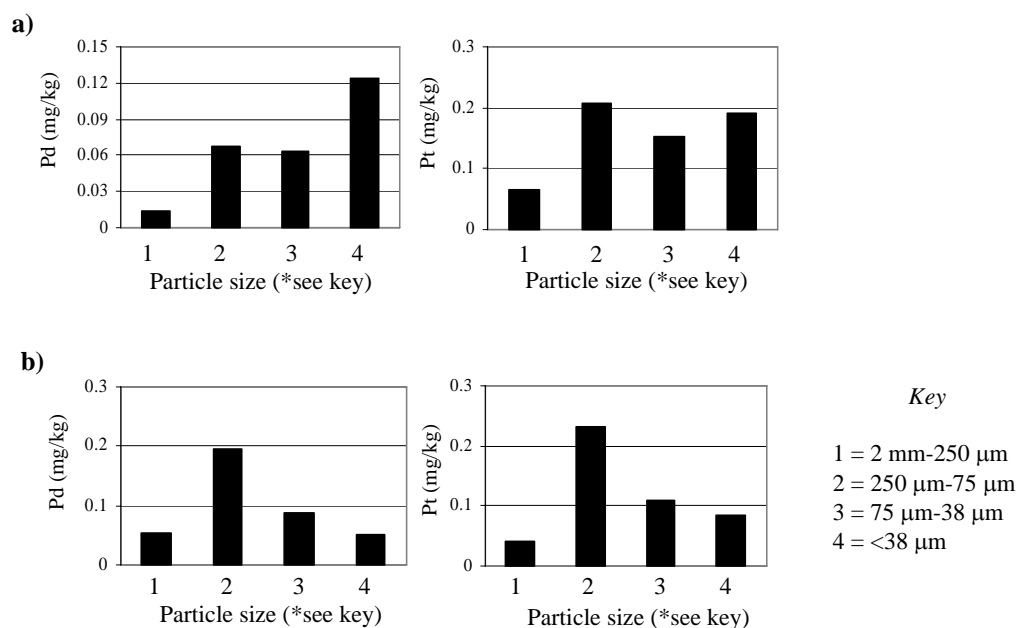 a)
0.15
0.12
0.09
0.06
0.03
0
Pd (mg/kg)
1 2 3 4
Particle size (*see key)
0.3
0.2
0.1
0
Pt (mg/kg)
1 2 3 4
Particle size (*see key)
b)
0.3
0.2
0.1
0
Pd (mg/kg)
1 2 3 4
Particle size (*see key)
0.3
0.2
0.1
0
Pt (mg/kg)
1 2 3 4
Particle size (*see key)
Key
1 = 2 mm-250 μm
2 = 250 μm-75 μm
3 = 75 μm-38 μm
4 = <38 μm